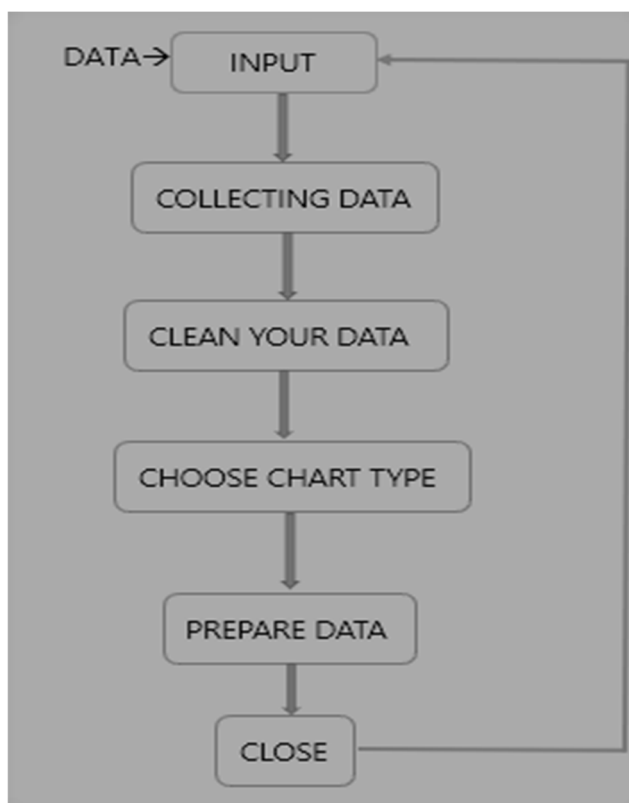 DATA→ INPUT
COLLECTING DATA
CLEAN YOUR DATA
CHOOSE CHART TYPE
PREPARE DATA
CLOSE